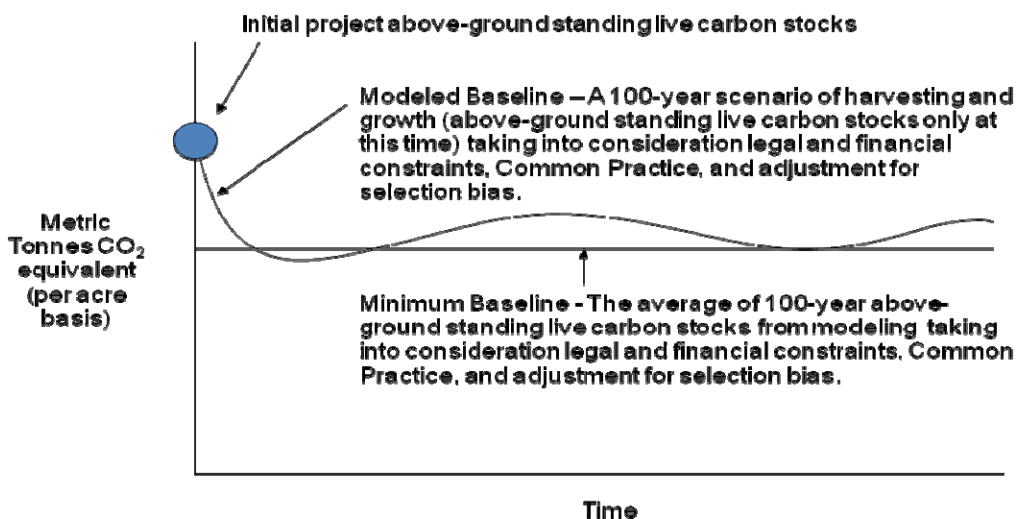 Initial project above-ground standing live carbon stocks
Modeled Baseline – A 100-year scenario of harvesting and
growth (above-ground standing live carbon stocks only at
this time) taking into consideration legal and financial
constraints, Common Practice, and adjustment for
selection bias.
Metric
Tonnes CO₂
equivalent
(per acre
basis)
Minimum Baseline - The average of 100-year above-
ground standing live carbon stocks from modeling taking
into consideration legal and financial constraints, Common
Practice, and adjustment for selection bias.
Time